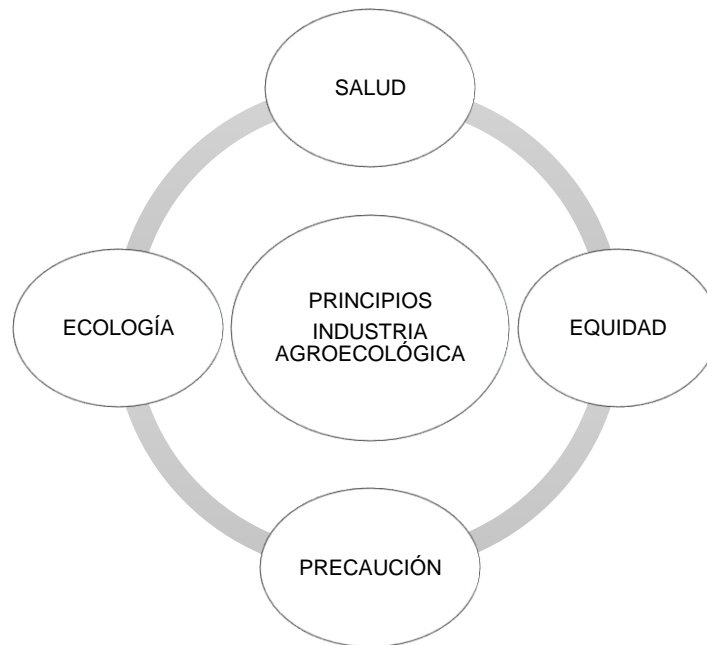 SALUD
ECOLOGÍA
PRINCIPIOS
INDUSTRIA
AGROECOLÓGICA
EQUIDAD
PRECAUCIÓN